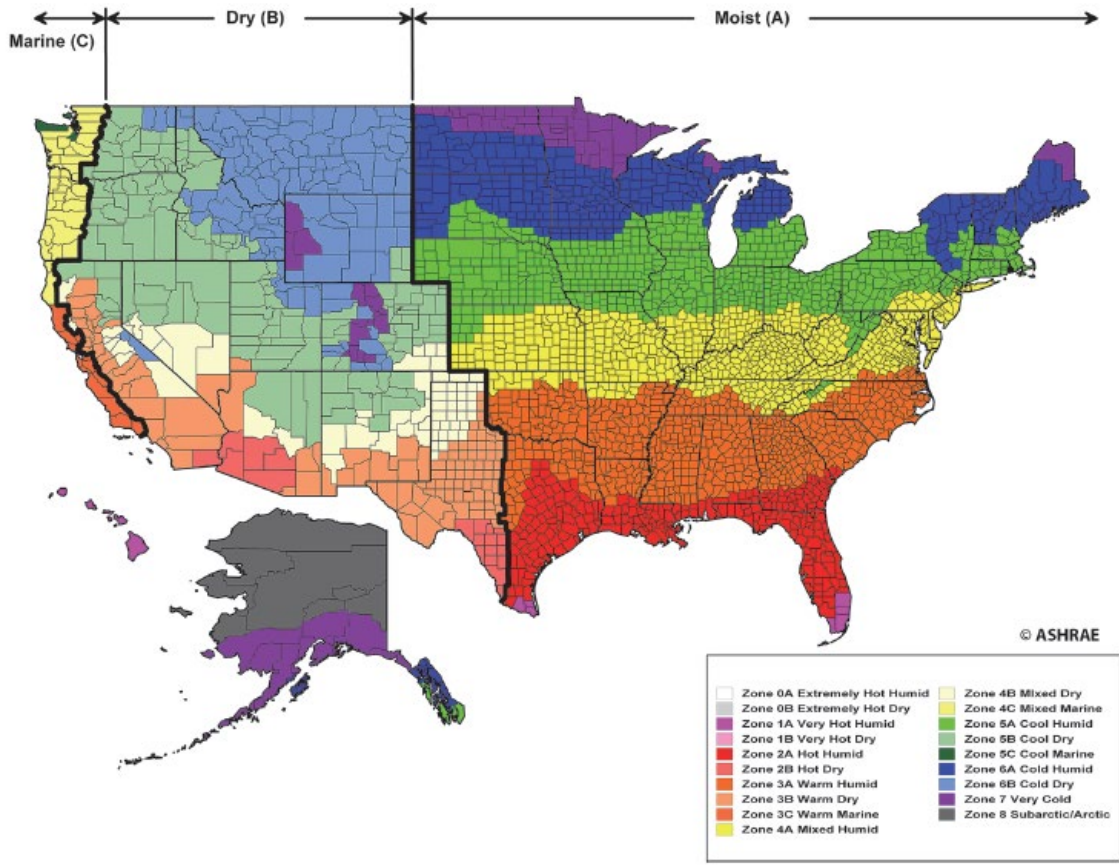 Dry (B)
Moist (A)
Marine (C)
© ASHRAE
Zone 0A Extremely Hot Humid
Zone 0B Extremely Hot Dry
Zone 1A Very Hot Humid
Zone 1B Very Hot Dry
Zone 2A Hot Humid
Zone 2B Hot Dry
Zone 3A Warm Humid
Zone 3B Warm Dry
Zone 3C Warm Marine
Zone 4A Mixed Humid
Zone 4B Mixed Dry
Zone 4C Mixed Marine
Zone 5A Cool Humid
Zone 5B Cool Dry
Zone 5C Cool Marine
Zone 6A Cold Humid
Zone 6B Cold Dry
Zone 7 Very Cold
Zone 8 Subarctic/Arctic